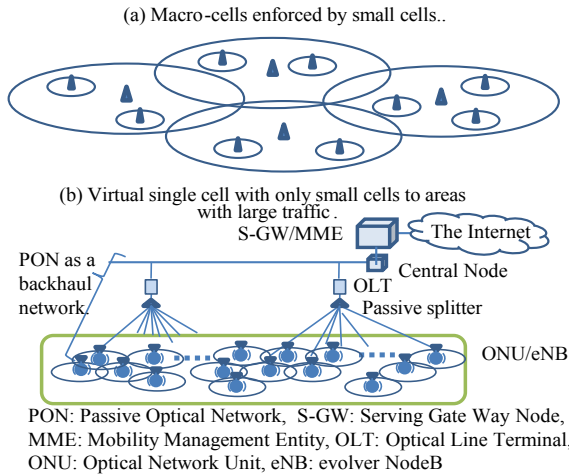 (a) Macro-cells enforced by small cells..
(b) Virtual single cell with only small cells to areas
with large traffic.
S-GW/MME
The Internet
PON as a
backhaul
network.
Central Node
OLT
Passive splitter
ONU/eNB
PON: Passive Optical Network, S-GW: Serving Gate Way Node,
MME: Mobility Management Entity, OLT: Optical Line Terminal,
ONU: Optical Network Unit, eNB: evolver NodeB